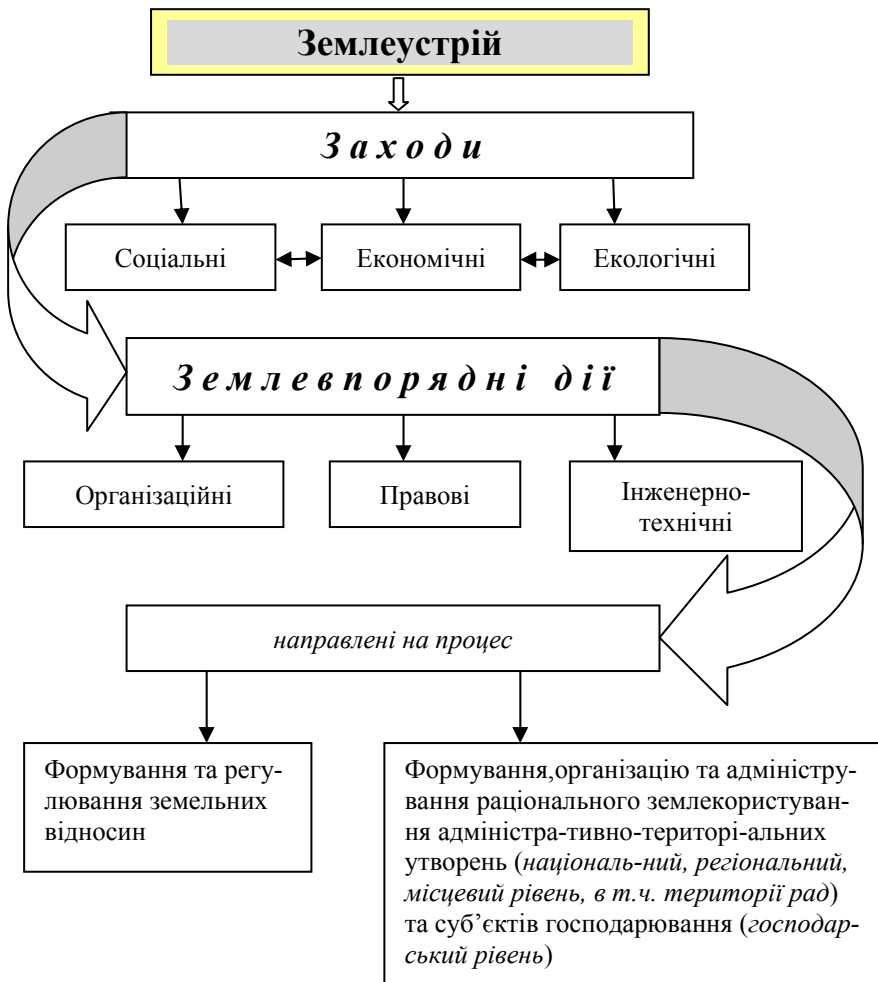 Землеустрій
Заходи
Соціальні
Економічні
Екологічні
Землевпорядні дії
Організаційні
Правові
Інженерно-
технічні
направлені на процес
Формування та регу-
лювання земельних
відносин
Формування,організацію та адміністру-
вання раціонального землекористуван-
ня адміністра-тивно-територі-альних
утворень (національ-ний, регіональний,
місцевий рівень, в т.ч. території рад)
та суб’єктів господарювання (господар-
ський рівень)